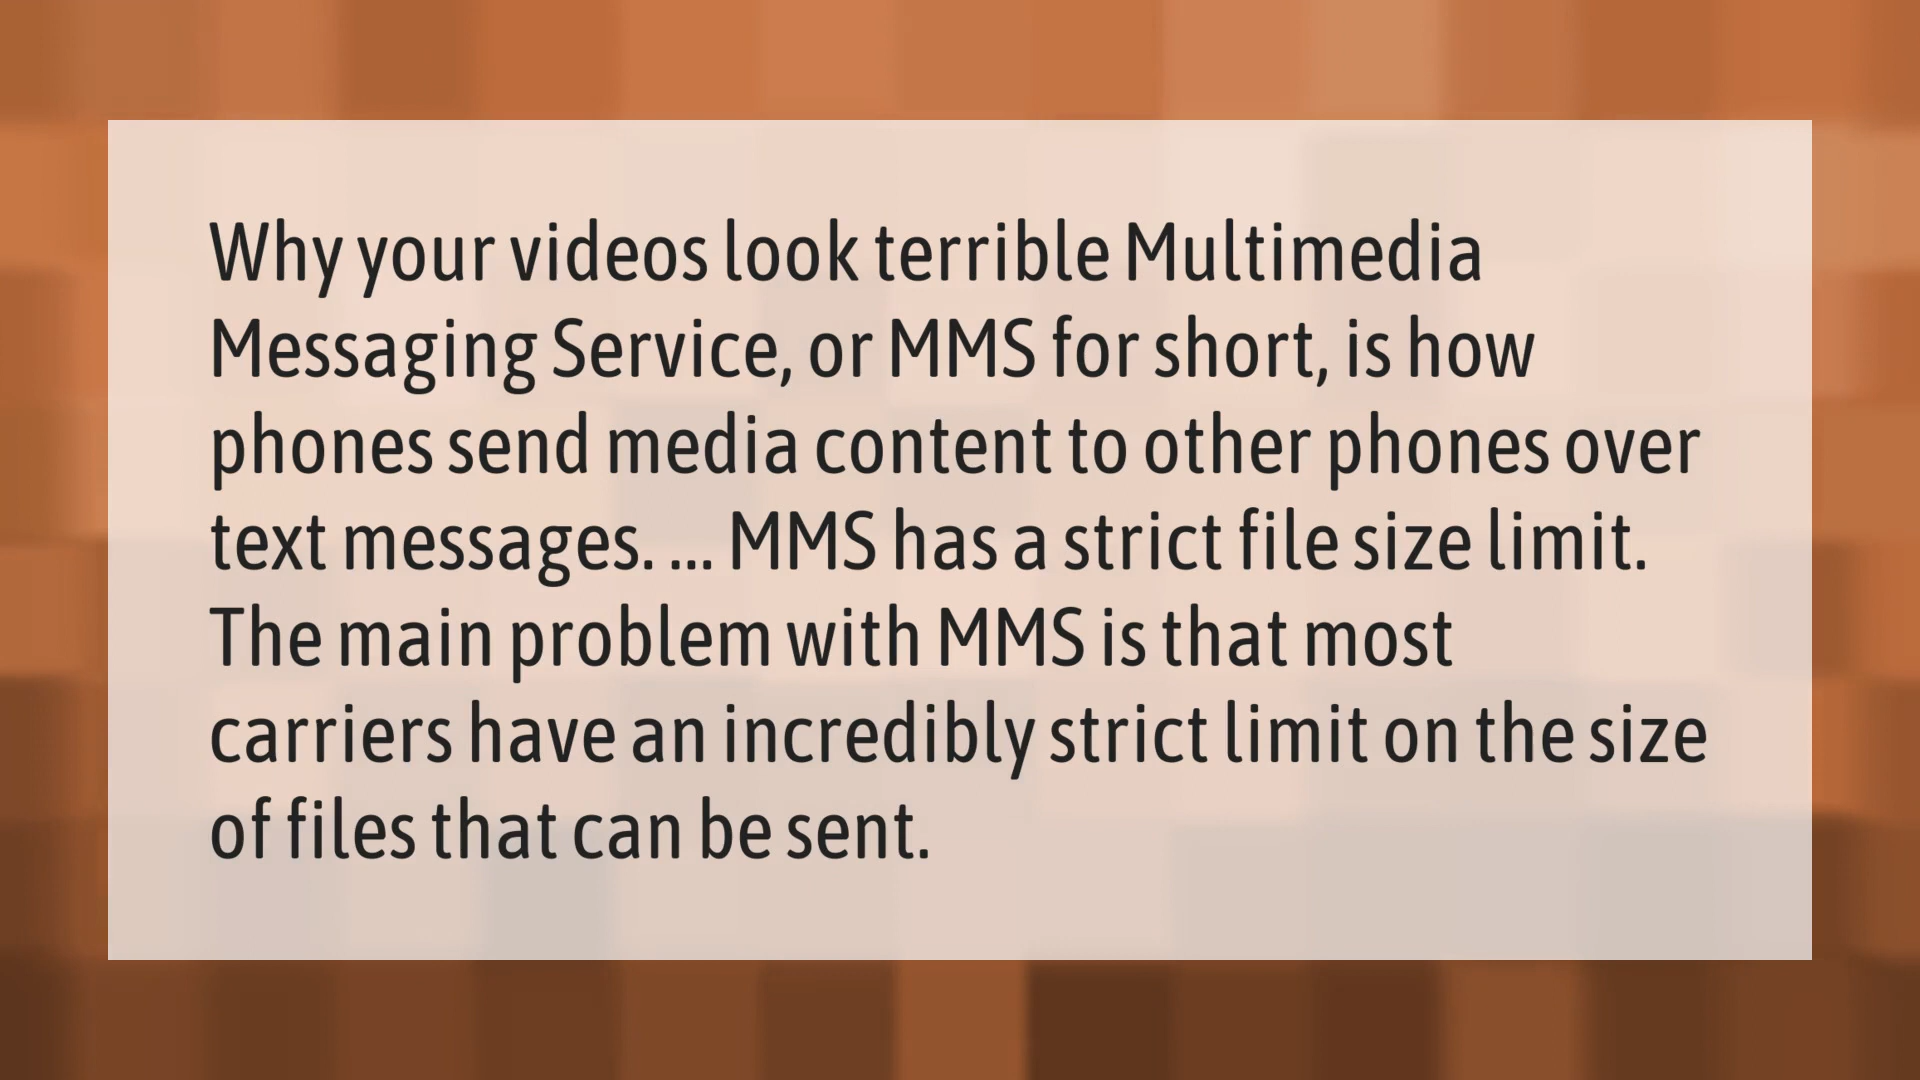 Why your videos look terrible Multimedia
Messaging Service, or MMS for short, is how
phones send media content to other phones over
text messages. ... MMS has a strict file size limit.
The main problem with MMS is that most
carriers have an incredibly strict limit on the size
of files that can be sent.